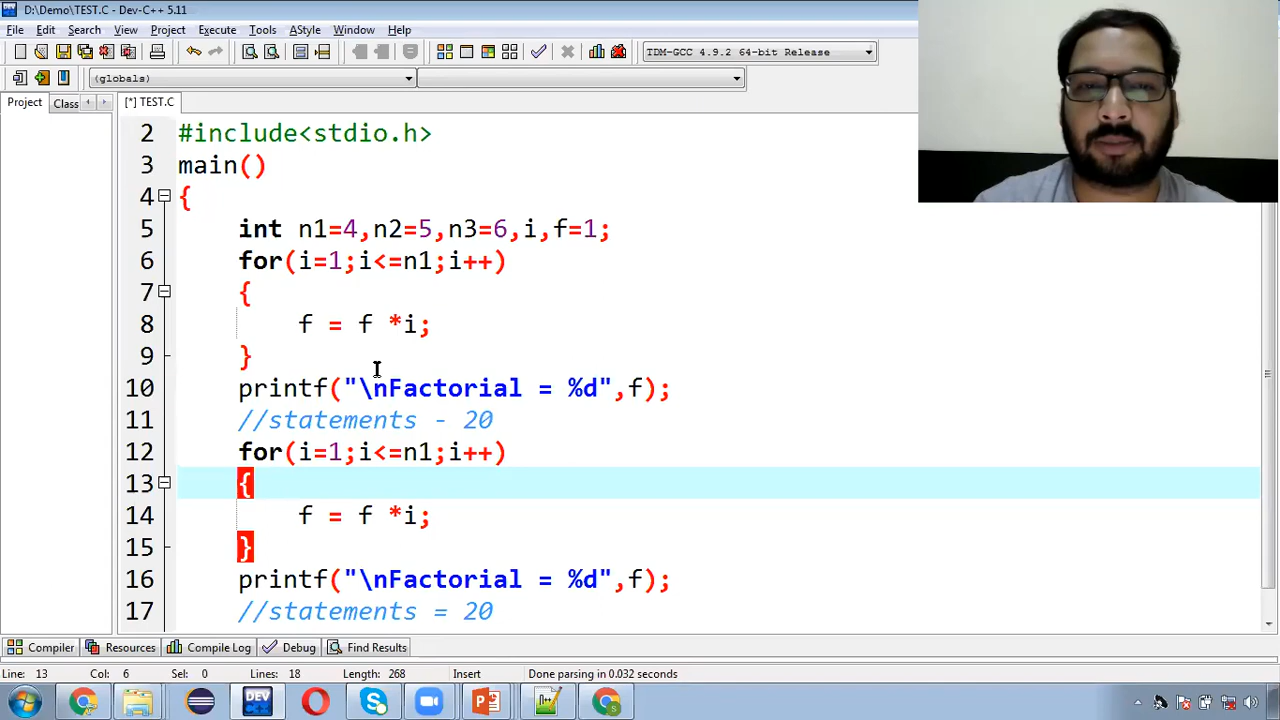 D:\Demo\TEST.C - Dev-C++ 5.11
File Edit Search View Project Execute Tools AStyle Window Help
TDM-GCC 4.9.2 64-bit Release
(globals)
Project Class [*] TEST.C
2 #include<stdio.h>
3 main()
4 {
5 int n1=4,n2=5,n3=6,i,f=1;
6 for(i=1;i<=n1;i++)
7 {
8 f = f *i;
9 }
10 printf("\nFactorial = %d",f);
11 //statements - 20
12 for(i=1;i<=n1;i++)
13 {
14 f = f *i;
15 }
16 printf("\nFactorial = %d",f);
17 //statements = 20
Compiler Resources Compile Log Debug Find Results
Line: 13 Col: 6 Sel: 0 Lines: 18 Length: 268 Insert Done parsing in 0.032 seconds
DEV C++